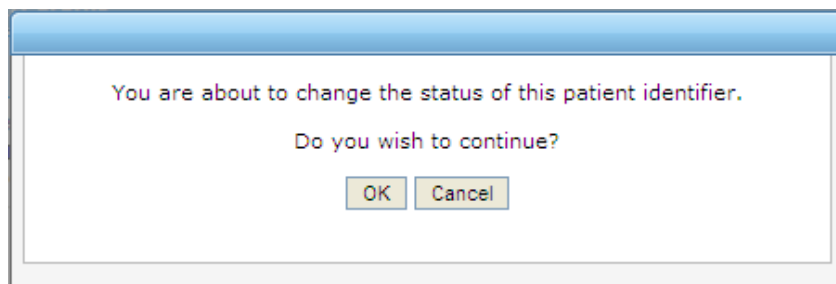 You are about to change the status of this patient identifier.
Do you wish to continue?
OK Cancel